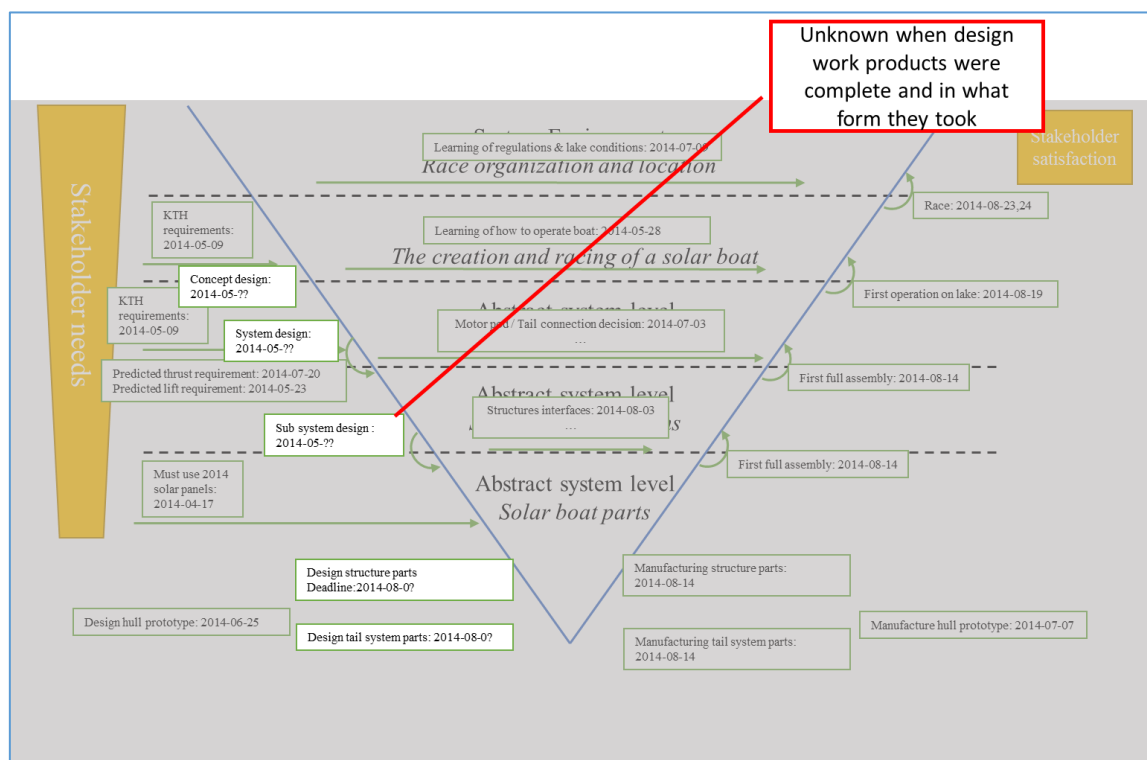 Unknown when design
work products were
complete and in what
form they took
Stakeholder needs
Stakeholder
satisfaction
Learning of regulations & lake conditions: 2014-07-09
Race organization and location
Race: 2014-08-23,24
KTH
requirements:
2014-05-09
Learning of how to operate boat: 2014-05-28
The creation and racing of a solar boat
Concept design:
2014-05-??
First operation on lake: 2014-08-19
KTH
requirements:
2014-05-09
Abstract system level
Motor pod / Tail connection decision: 2014-07-03
…
System design:
2014-05-??
Predicted thrust requirement: 2014-07-20
Predicted lift requirement: 2014-05-23
First full assembly: 2014-08-14
Abstract system level
Structures interfaces: 2014-08-03
…
Sub system design :
2014-05-??
First full assembly: 2014-08-14
Must use 2014
solar panels:
2014-04-17
Abstract system level
Solar boat parts
Design structure parts
Deadline:2014-08-0?
Manufacturing structure parts:
2014-08-14
Design hull prototype: 2014-06-25
Manufacture hull prototype: 2014-07-07
Design tail system parts: 2014-08-0?
Manufacturing tail system parts:
2014-08-14